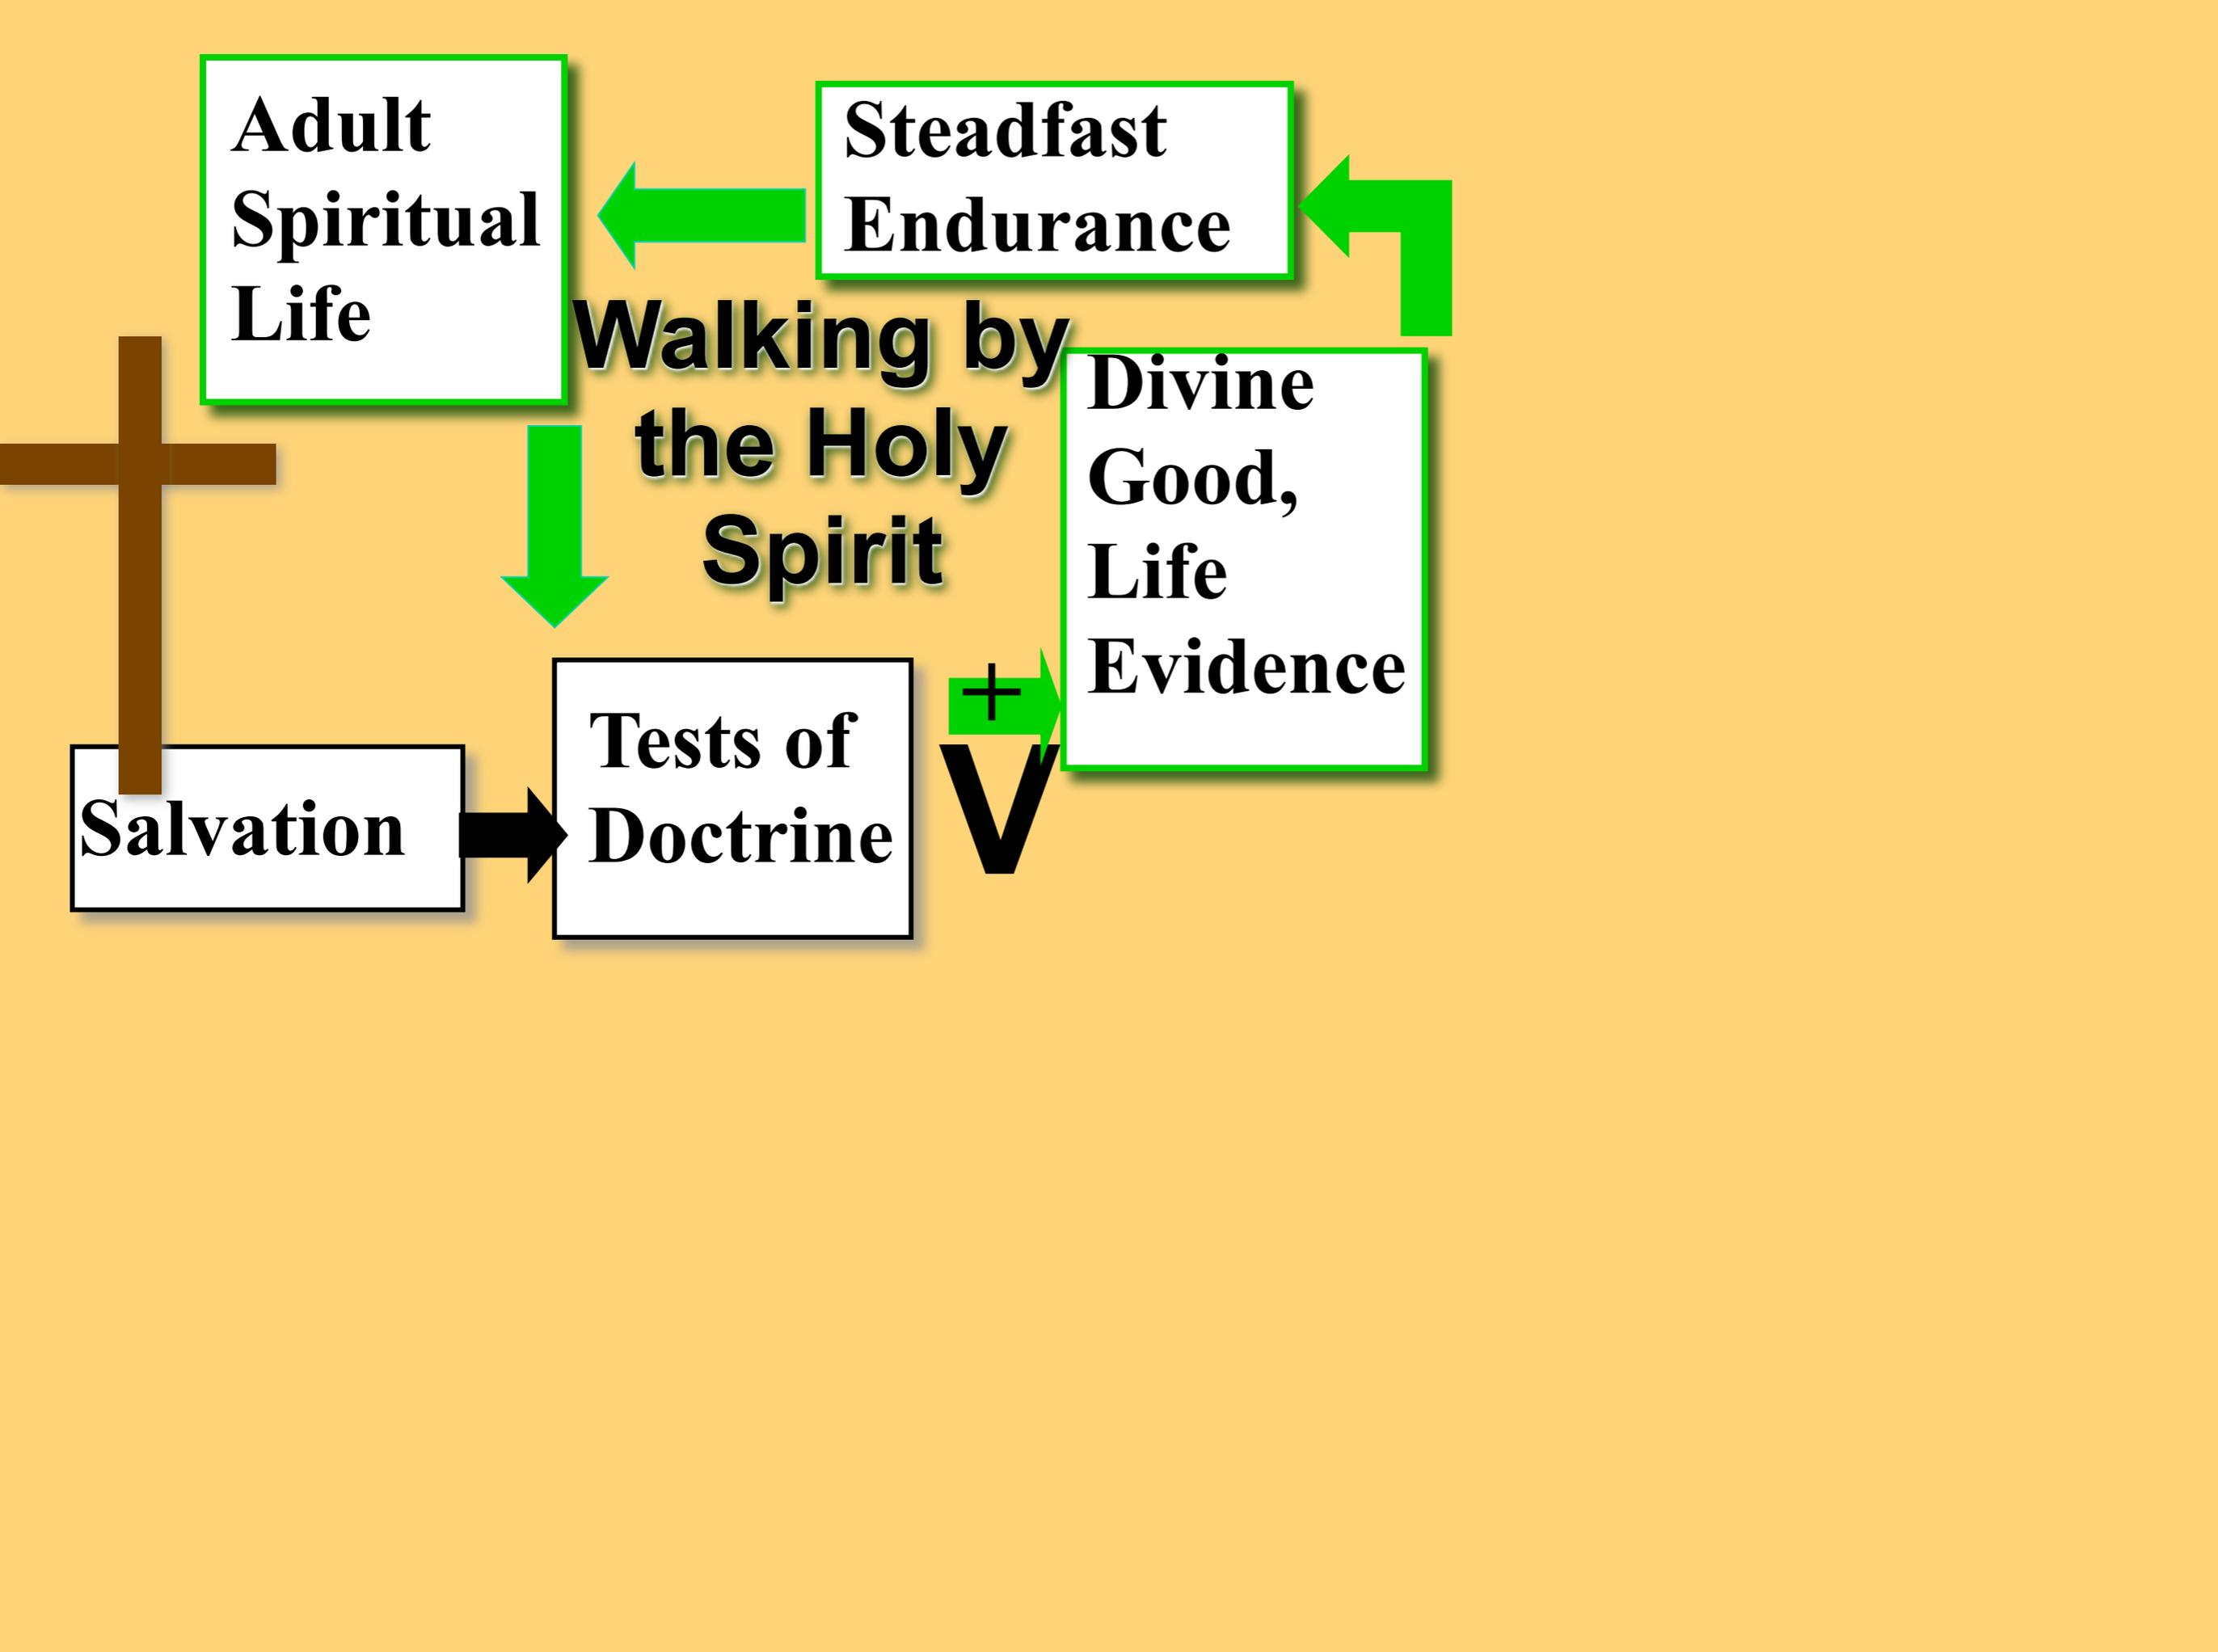 Adult
Spiritual
Life
Steadfast
Endurance
Walking by
the Holy
Spirit
Divine
Good,
Life
Evidence
Salvation
Tests of
Doctrine
+
V